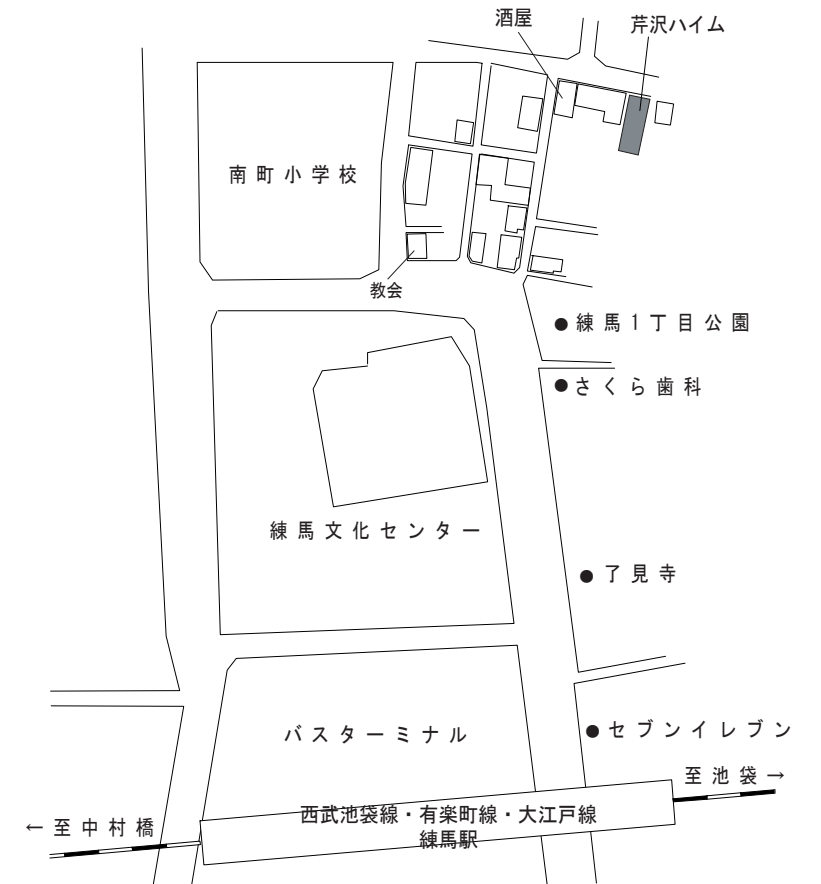 酒屋
芹沢ハイム
南町小学校
教会
練馬1丁目公園
さくら歯科
練馬文化センター
了見寺
バスターミナル
セブンイレブン
至池袋→
西武池袋線・有楽町線・大江戸線
練馬駅
←至中村橋